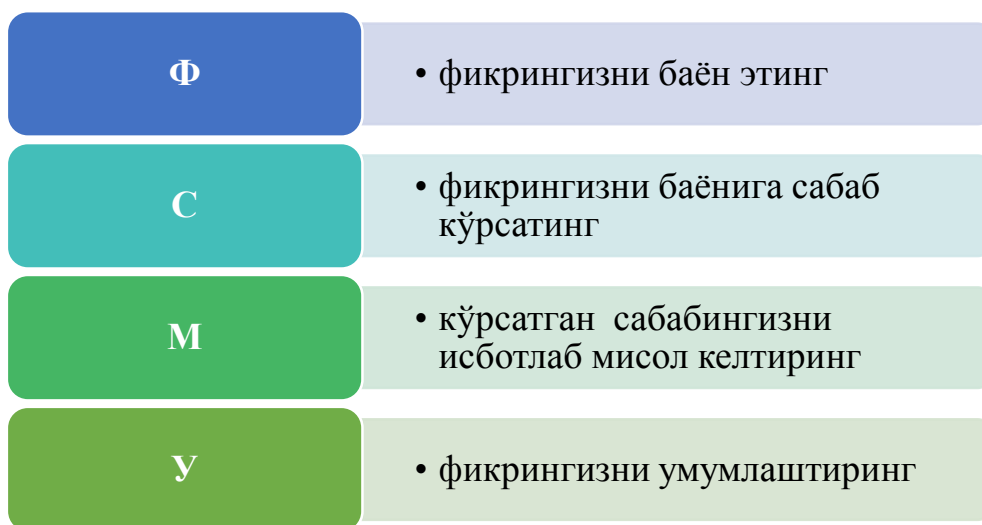 Ф
• фикрингизни баён этинг
С
• фикрингизни баёнига сабаб
кўрсатинг
М
• кўрсатган сабабингизни
исботлаб мисол келтиринг
У
• фикрингизни умумлаштиринг